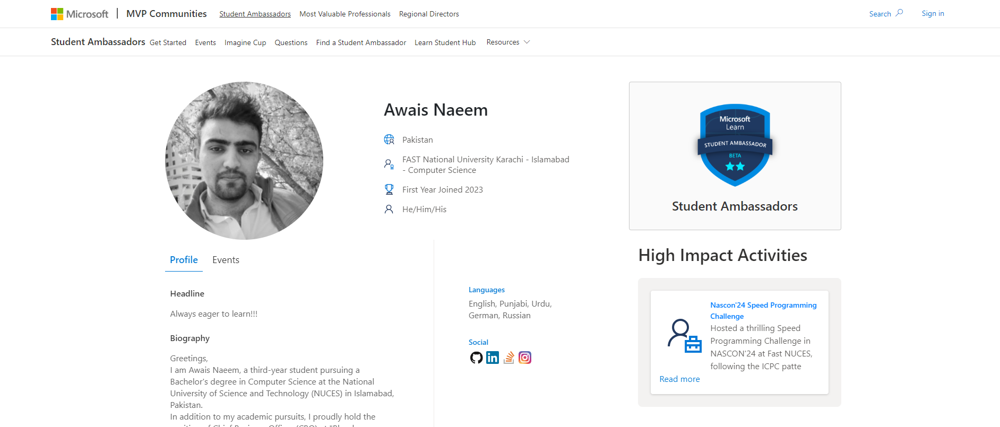 Microsoft | MVP Communities Student Ambassadors Most Valuable Professionals Regional Directors Search Sign in
Student Ambassadors Get Started Events Imagine Cup Questions Find a Student Ambassador Learn Student Hub Resources
Awais Naeem
Pakistan
FAST National University Karachi - Islamabad
- Computer Science
First Year Joined 2023
He/Him/His
Microsoft
Learn
STUDENT AMBASSADOR
BETA
Student Ambassadors
Profile Events
Headline
Always eager to learn!!!
Biography
Greetings,
I am Awais Naeem, a third-year student pursuing a
Bachelor's degree in Computer Science at the National
University of Science and Technology (NUCES) in Islamabad,
Pakistan.
In addition to my academic pursuits, I proudly hold the
Languages
English, Punjabi, Urdu,
German, Russian
Social
High Impact Activities
Nascon'24 Speed Programming
Challenge
Hosted a thrilling Speed
Programming Challenge in
NASCON'24 at Fast NUCES,
following the ICPC patte
Read more